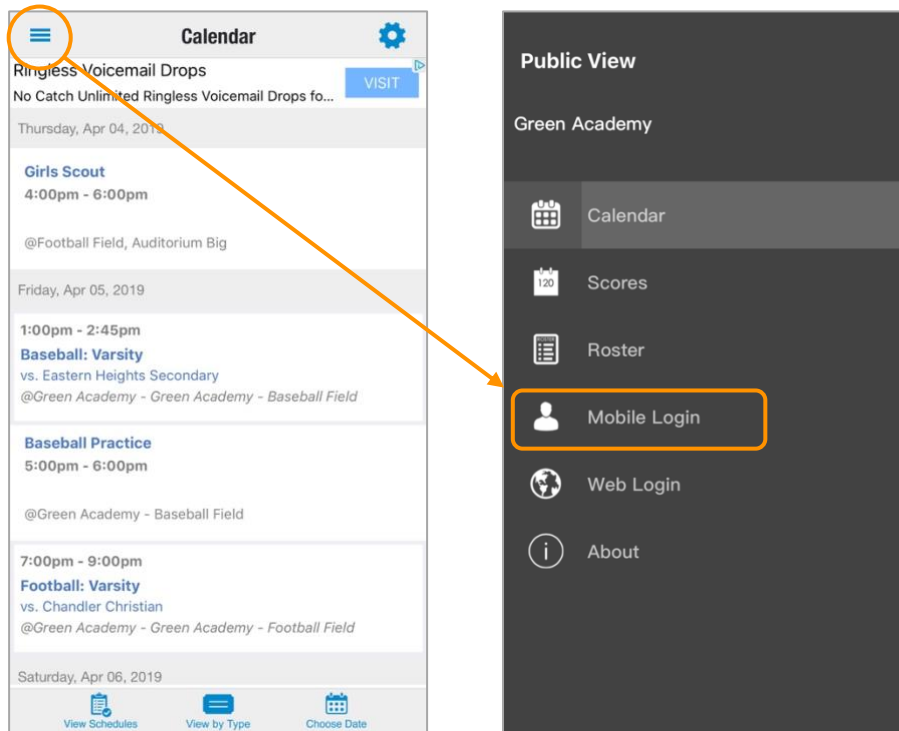 Calendar
Ringless Voicemail Drops
No Catch Unlimited Ringless Voicemail Drops fo...
VISIT
Thursday, Apr 04, 2019
Girls Scout
4:00pm - 6:00pm
@Football Field, Auditorium Big
Friday, Apr 05, 2019
1:00pm - 2:45pm
Baseball: Varsity
vs. Eastern Heights Secondary
@Green Academy - Green Academy - Baseball Field
Baseball Practice
5:00pm - 6:00pm
@Green Academy - Baseball Field
7:00pm - 9:00pm
Football: Varsity
vs. Chandler Christian
@Green Academy - Green Academy - Football Field
Saturday, Apr 06, 2019
View Schedules
View by Type
Choose Date
Public View
Green Academy
Calendar
120
Scores
Roster
Mobile Login
Web Login
i
About